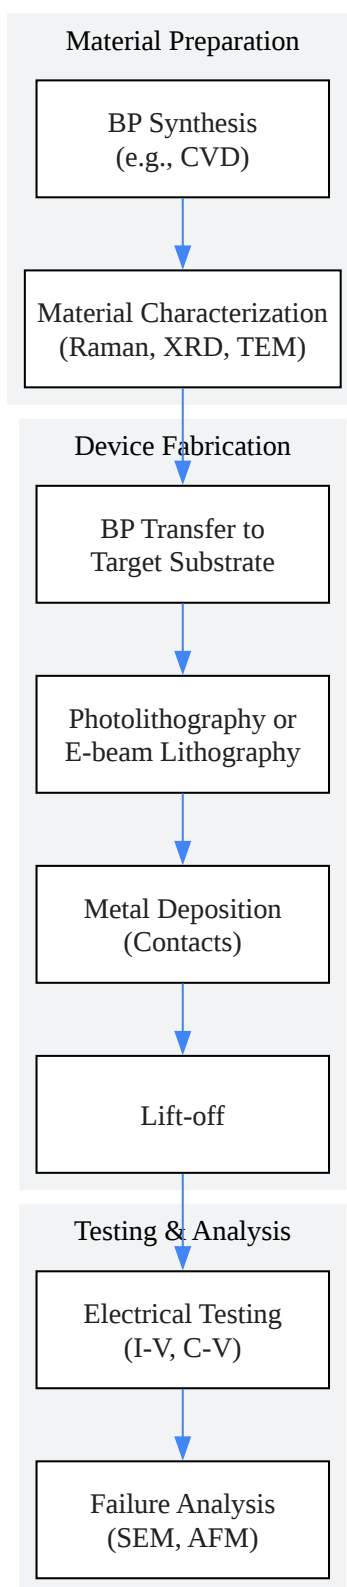 Material Preparation
BP Synthesis
(e.g., CVD)
Material Characterization
(Raman, XRD, TEM)
Device Fabrication
BP Transfer to
Target Substrate
Photolithography or
E-beam Lithography
Metal Deposition
(Contacts)
Lift-off
Testing & Analysis
Electrical Testing
(I-V, C-V)
Failure Analysis
(SEM, AFM)